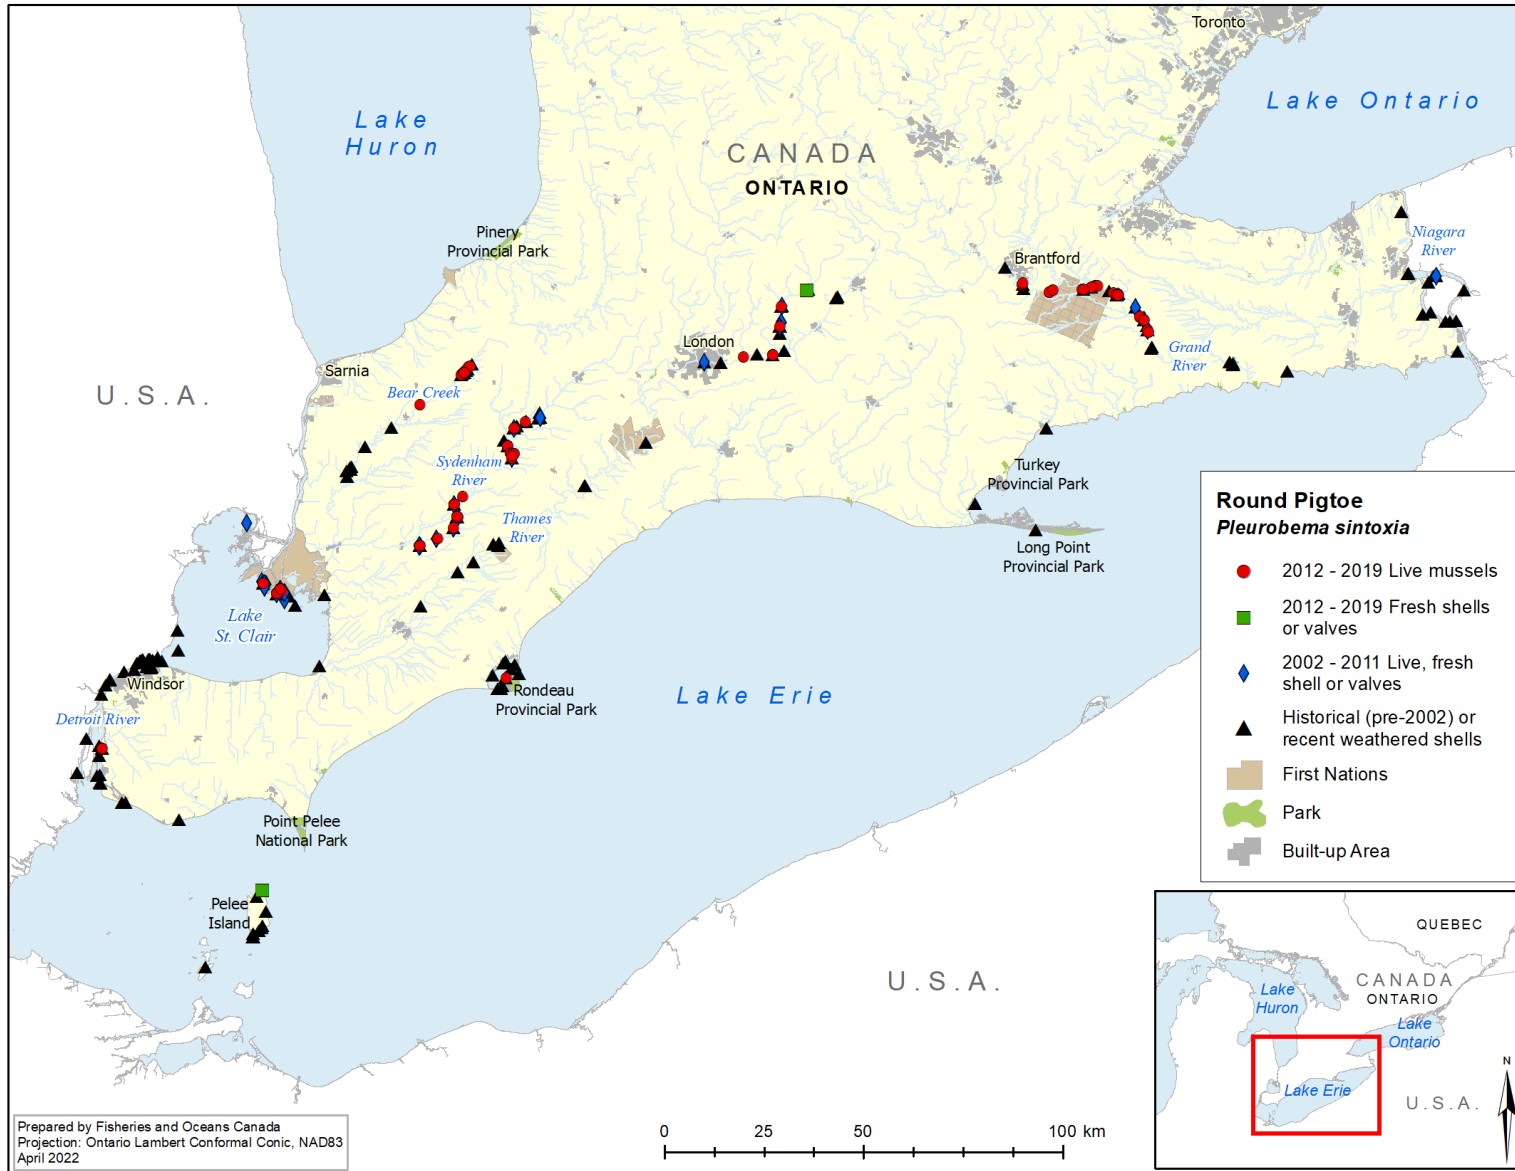 Toronto
Lake Ontario
Lake
Huron
CANADA
ONTARIO
Pinery
Provincial Park
Niagara
River
Brantford
London
Sarnia
Grand
River
U.S.A.
Bear Creek
Sydenham
River
Turkey
Provincial Park
Thames
River
Long Point
Provincial Park
Lake
St. Clair
Windsor
Rondeau
Provincial Park
Lake Erie
Detroit River
Point Pelee
National Park
Pelee
Island
U.S.A.
Round Pigtoe
Pleurobema sintoxia
2012 - 2019 Live mussels
2012 - 2019 Fresh shells
or valves
2002 - 2011 Live, fresh
shell or valves
Historical (pre-2002) or
recent weathered shells
First Nations
Park
Built-up Area
QUEBEC
CANADA
ONTARIO
Lake
Huron
Lake
Ontario
Lake Erie
U.S.A.
N
Prepared by Fisheries and Oceans Canada
Projection: Ontario Lambert Conformal Conic, NAD83
April 2022
0 25 50 100 km